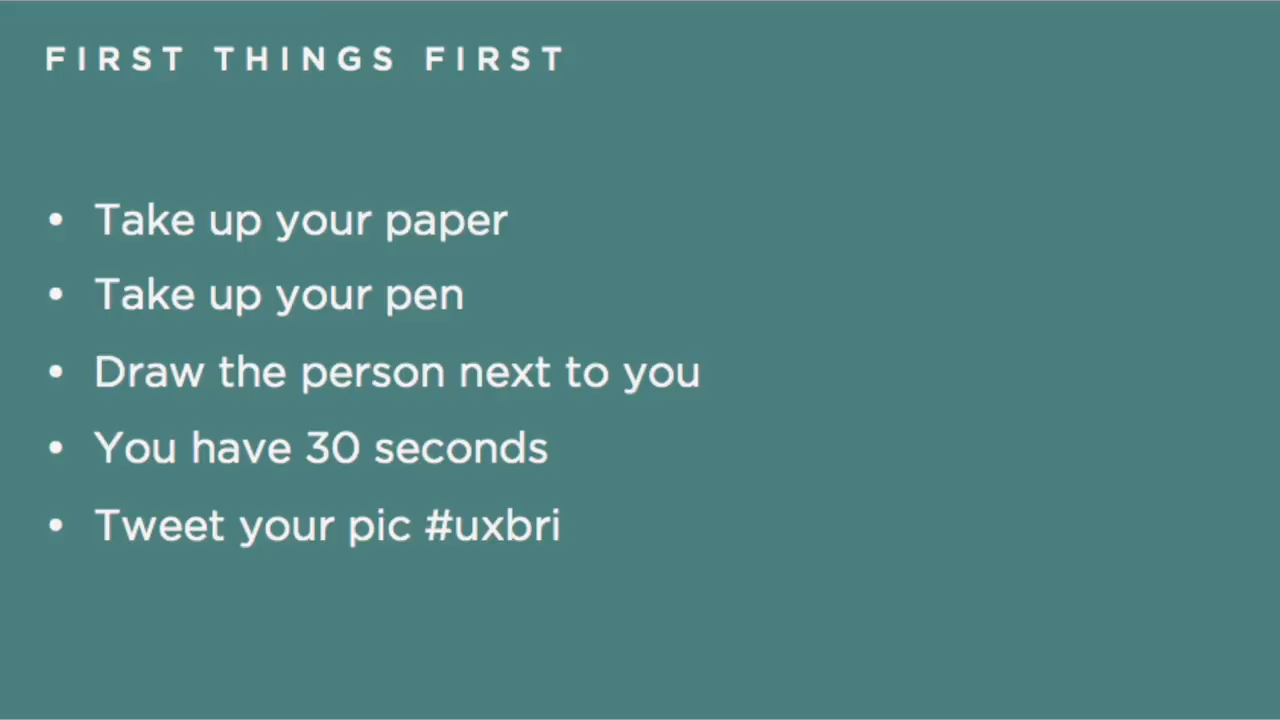 FIRST THINGS FIRST
• Take up your paper
• Take up your pen
• Draw the person next to you
• You have 30 seconds
• Tweet your pic #uxbri